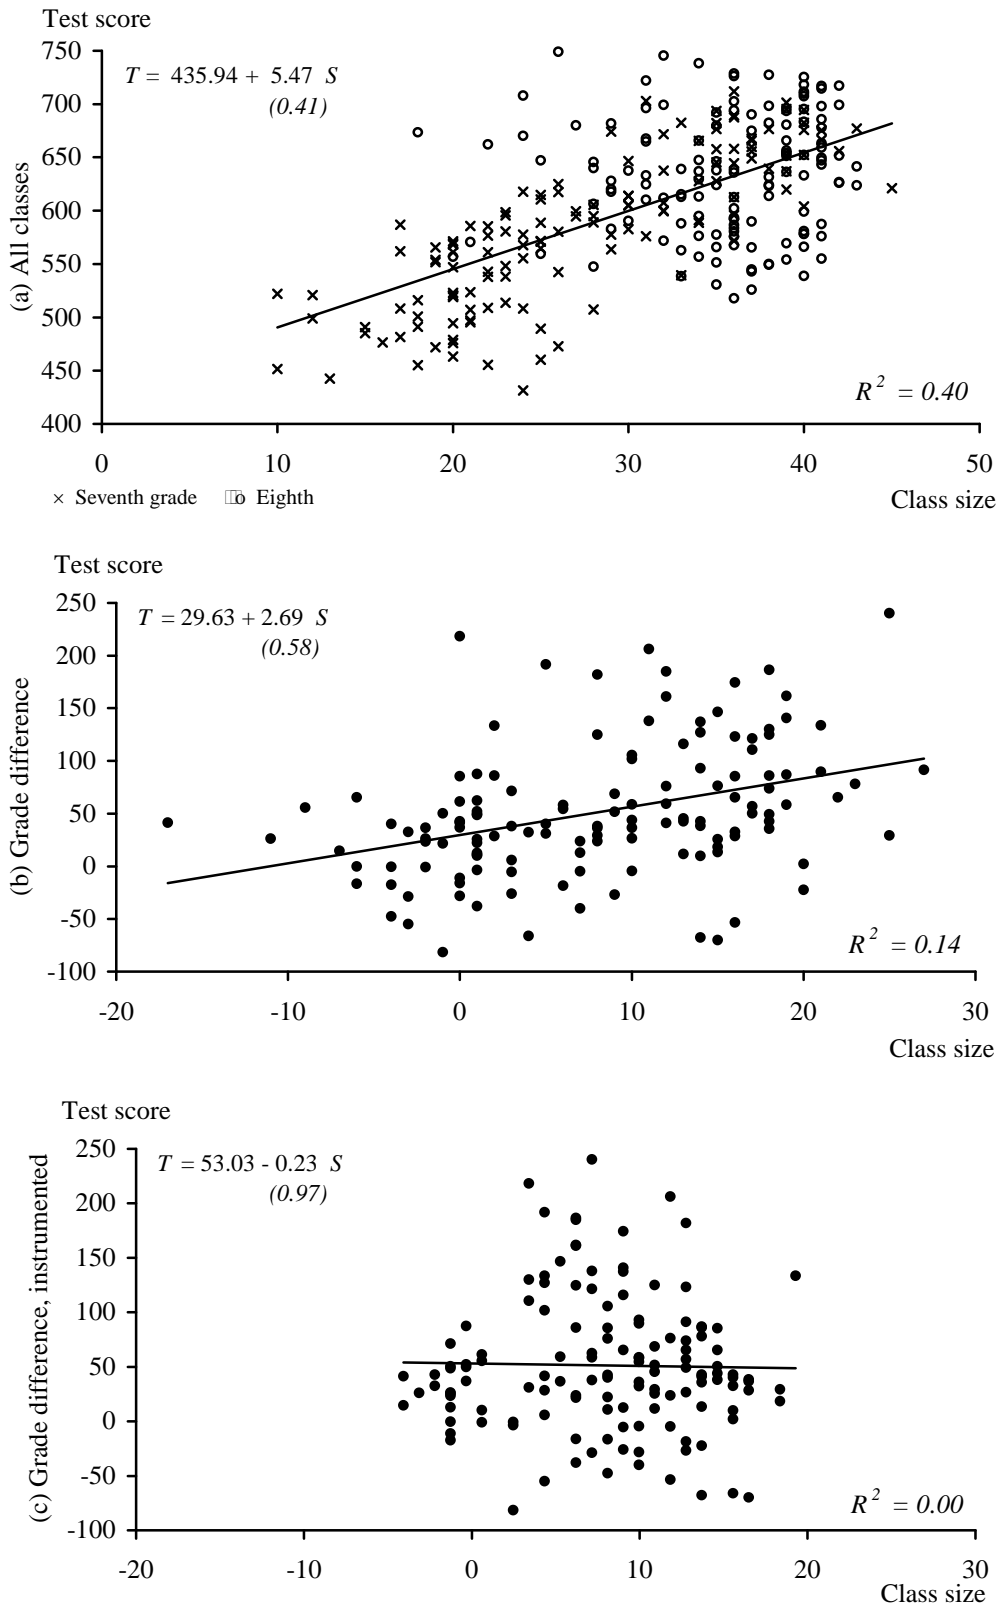 Test score
(a) All classes
750
700
650
600
550
500
450
400
T = 435.94 + 5.47 S
(0.41)
R² = 0.40
0 10 20 30 40 50
× Seventh grade o Eighth
Class size
Test score
(b) Grade difference
250
200
150
100
50
0
-50
-100
T = 29.63 + 2.69 S
(0.58)
R² = 0.14
-20 -10 0 10 20 30
Class size
Test score
(c) Grade difference, instrumented
250
200
150
100
50
0
-50
-100
T = 53.03 - 0.23 S
(0.97)
R² = 0.00
-20 -10 0 10 20 30
Class size